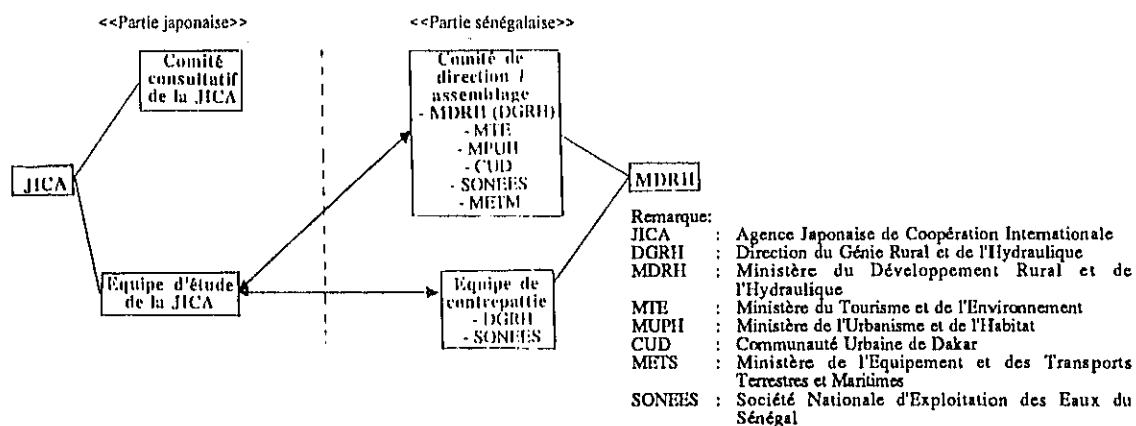 <<Partie japonaise>>
<<Partie sénégalaise>>
Comité
consultatif
de la JICA
JICA
Equipe d'étude
de la JICA
Comité de
direction /
assemblage
- MDRH (DGRH)
- MTE
- MPUH
- CUD
- SONEES
- METM
Equipe de
contrepattie
- DGRH
- SONEES
MDRH
Remarque:
JICA : Agence Japonaise de Coopération Internationale
DGRH : Direction du Génie Rural et de l'Hydraulique
MDRH : Ministère du Développement Rural et de
l'Hydraulique
MTE : Ministère du Tourisme et de l'Environnement
MUPH : Ministère de l'Urbanisme et de l'Habitat
CUD : Communauté Urbaine de Dakar
METS : Ministère de l'Equipement et des Transports
Terrestres et Maritimes
SONEES : Société Nationale d'Exploitation des Eaux du
Sénégal